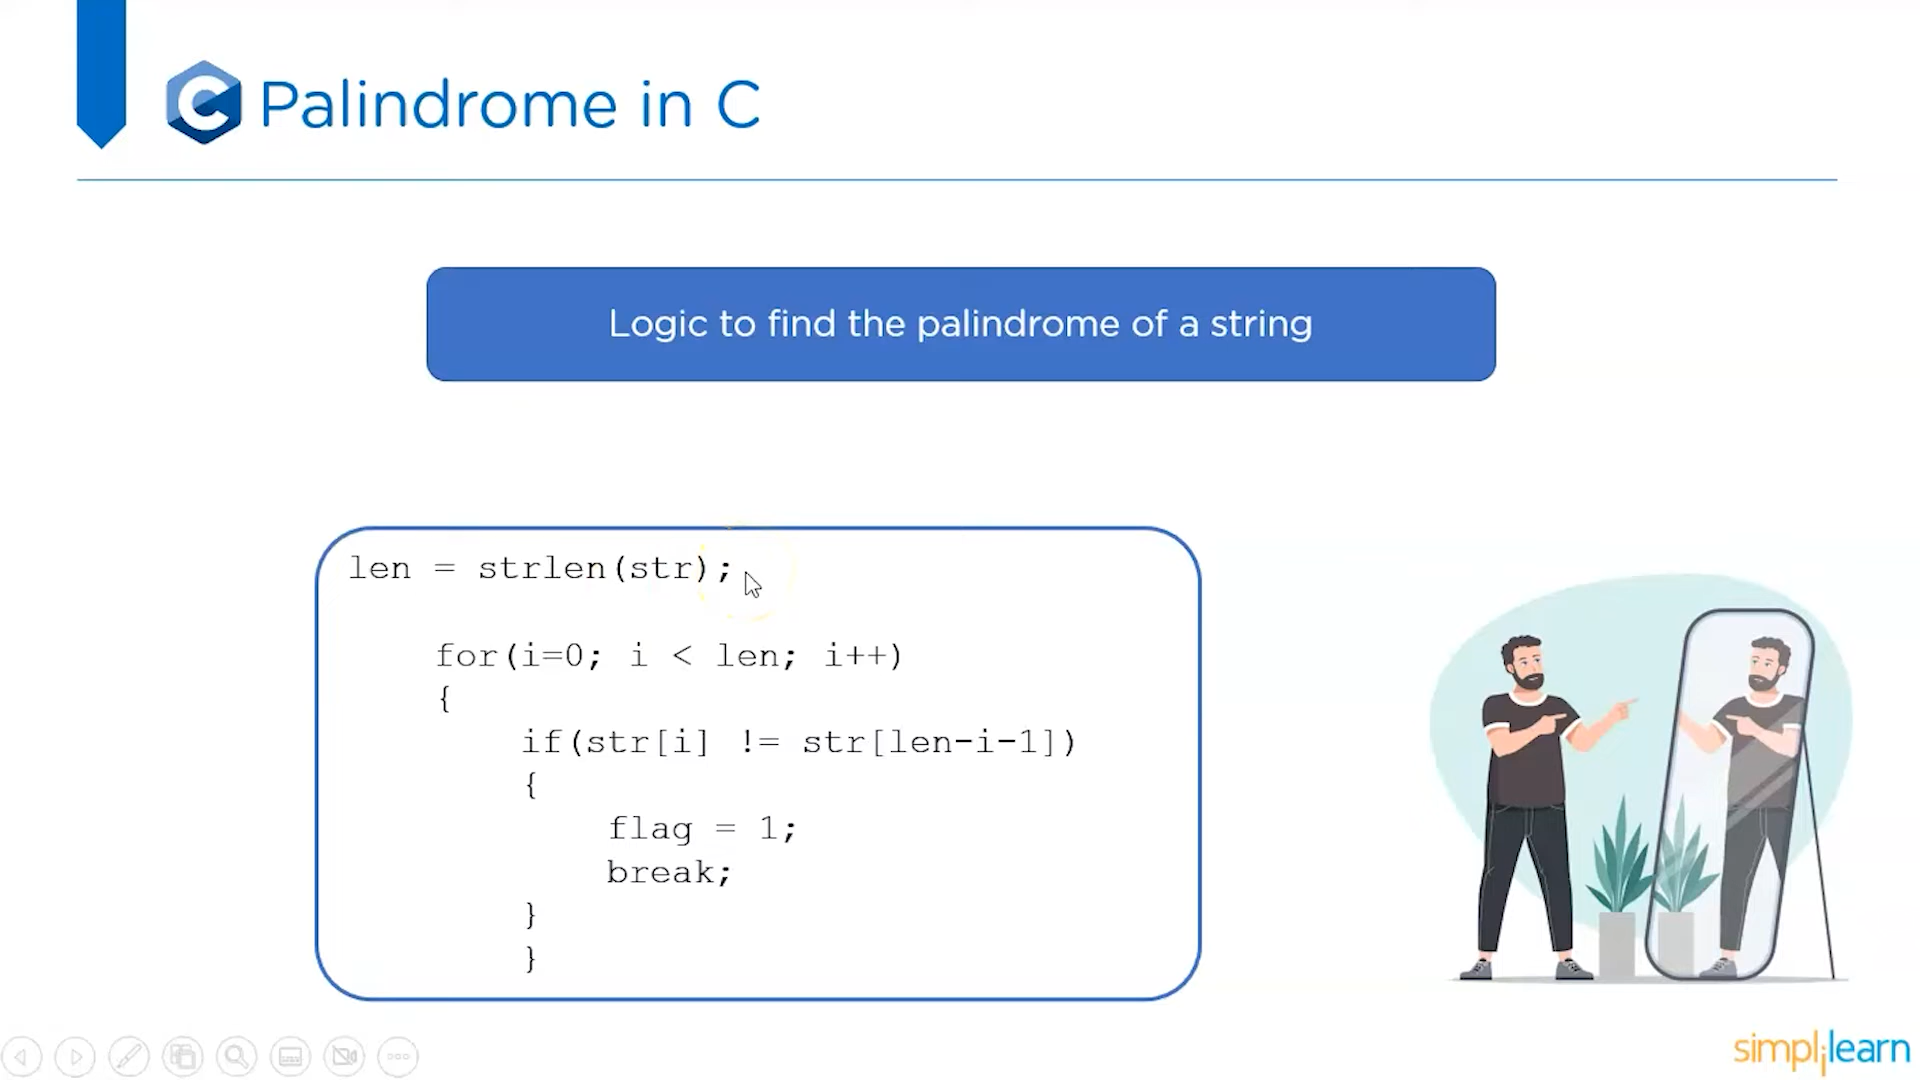 Palindrome in C
Logic to find the palindrome of a string
len = strlen(str);
for(i=0; i < len; i++)
{
if(str[i] != str[len-i-1])
{
flag = 1;
break;
}
}
simplilearn